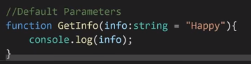 //Default Parameters
function GetInfo(info:string = "Happy"){
    console.log(info);
}